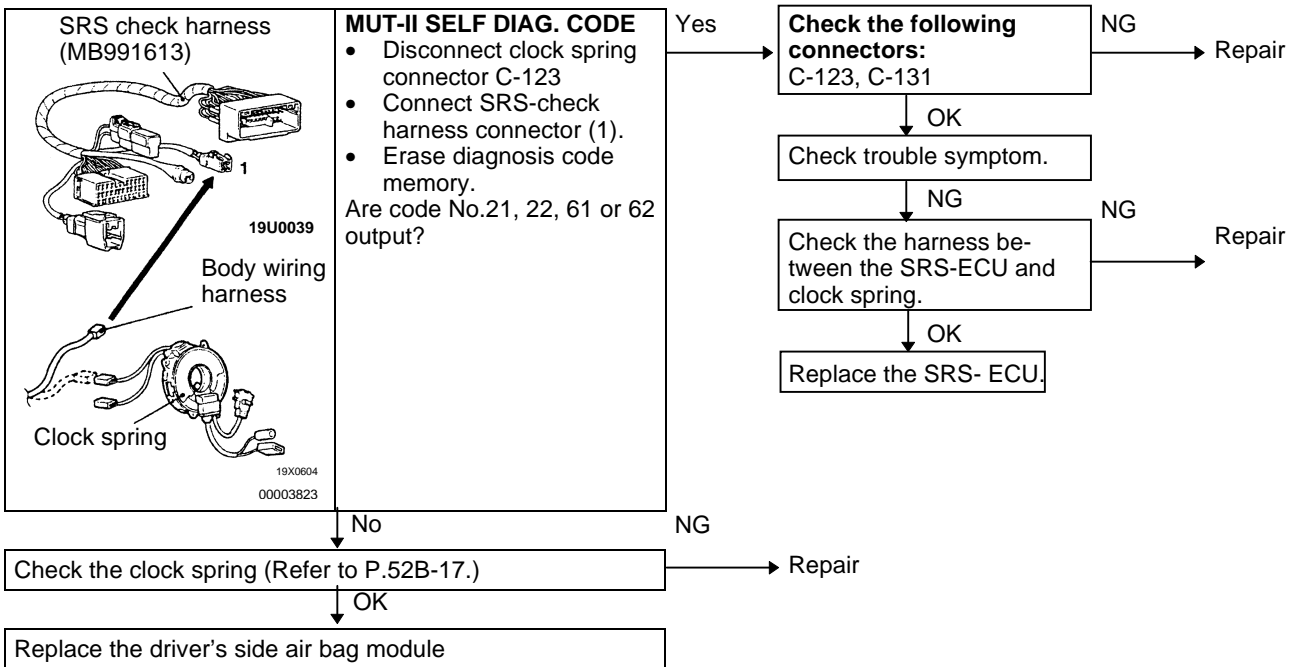 SRS check harness
(MB991613)
1
19U0039
Body wiring
harness
Clock spring
19X0604
00003823
MUT-II SELF DIAG. CODE
• Disconnect clock spring
connector C-123
• Connect SRS-check
harness connector (1).
• Erase diagnosis code
memory.
Are code No.21, 22, 61 or 62
output?
Yes
Check the following
connectors:
C-123, C-131
NG
Repair
OK
Check trouble symptom.
NG
Check the harness be-
tween the SRS-ECU and
clock spring.
NG
Repair
OK
Replace the SRS- ECU.
No
Check the clock spring (Refer to P.52B-17.)
NG
Repair
OK
Replace the driver’s side air bag module